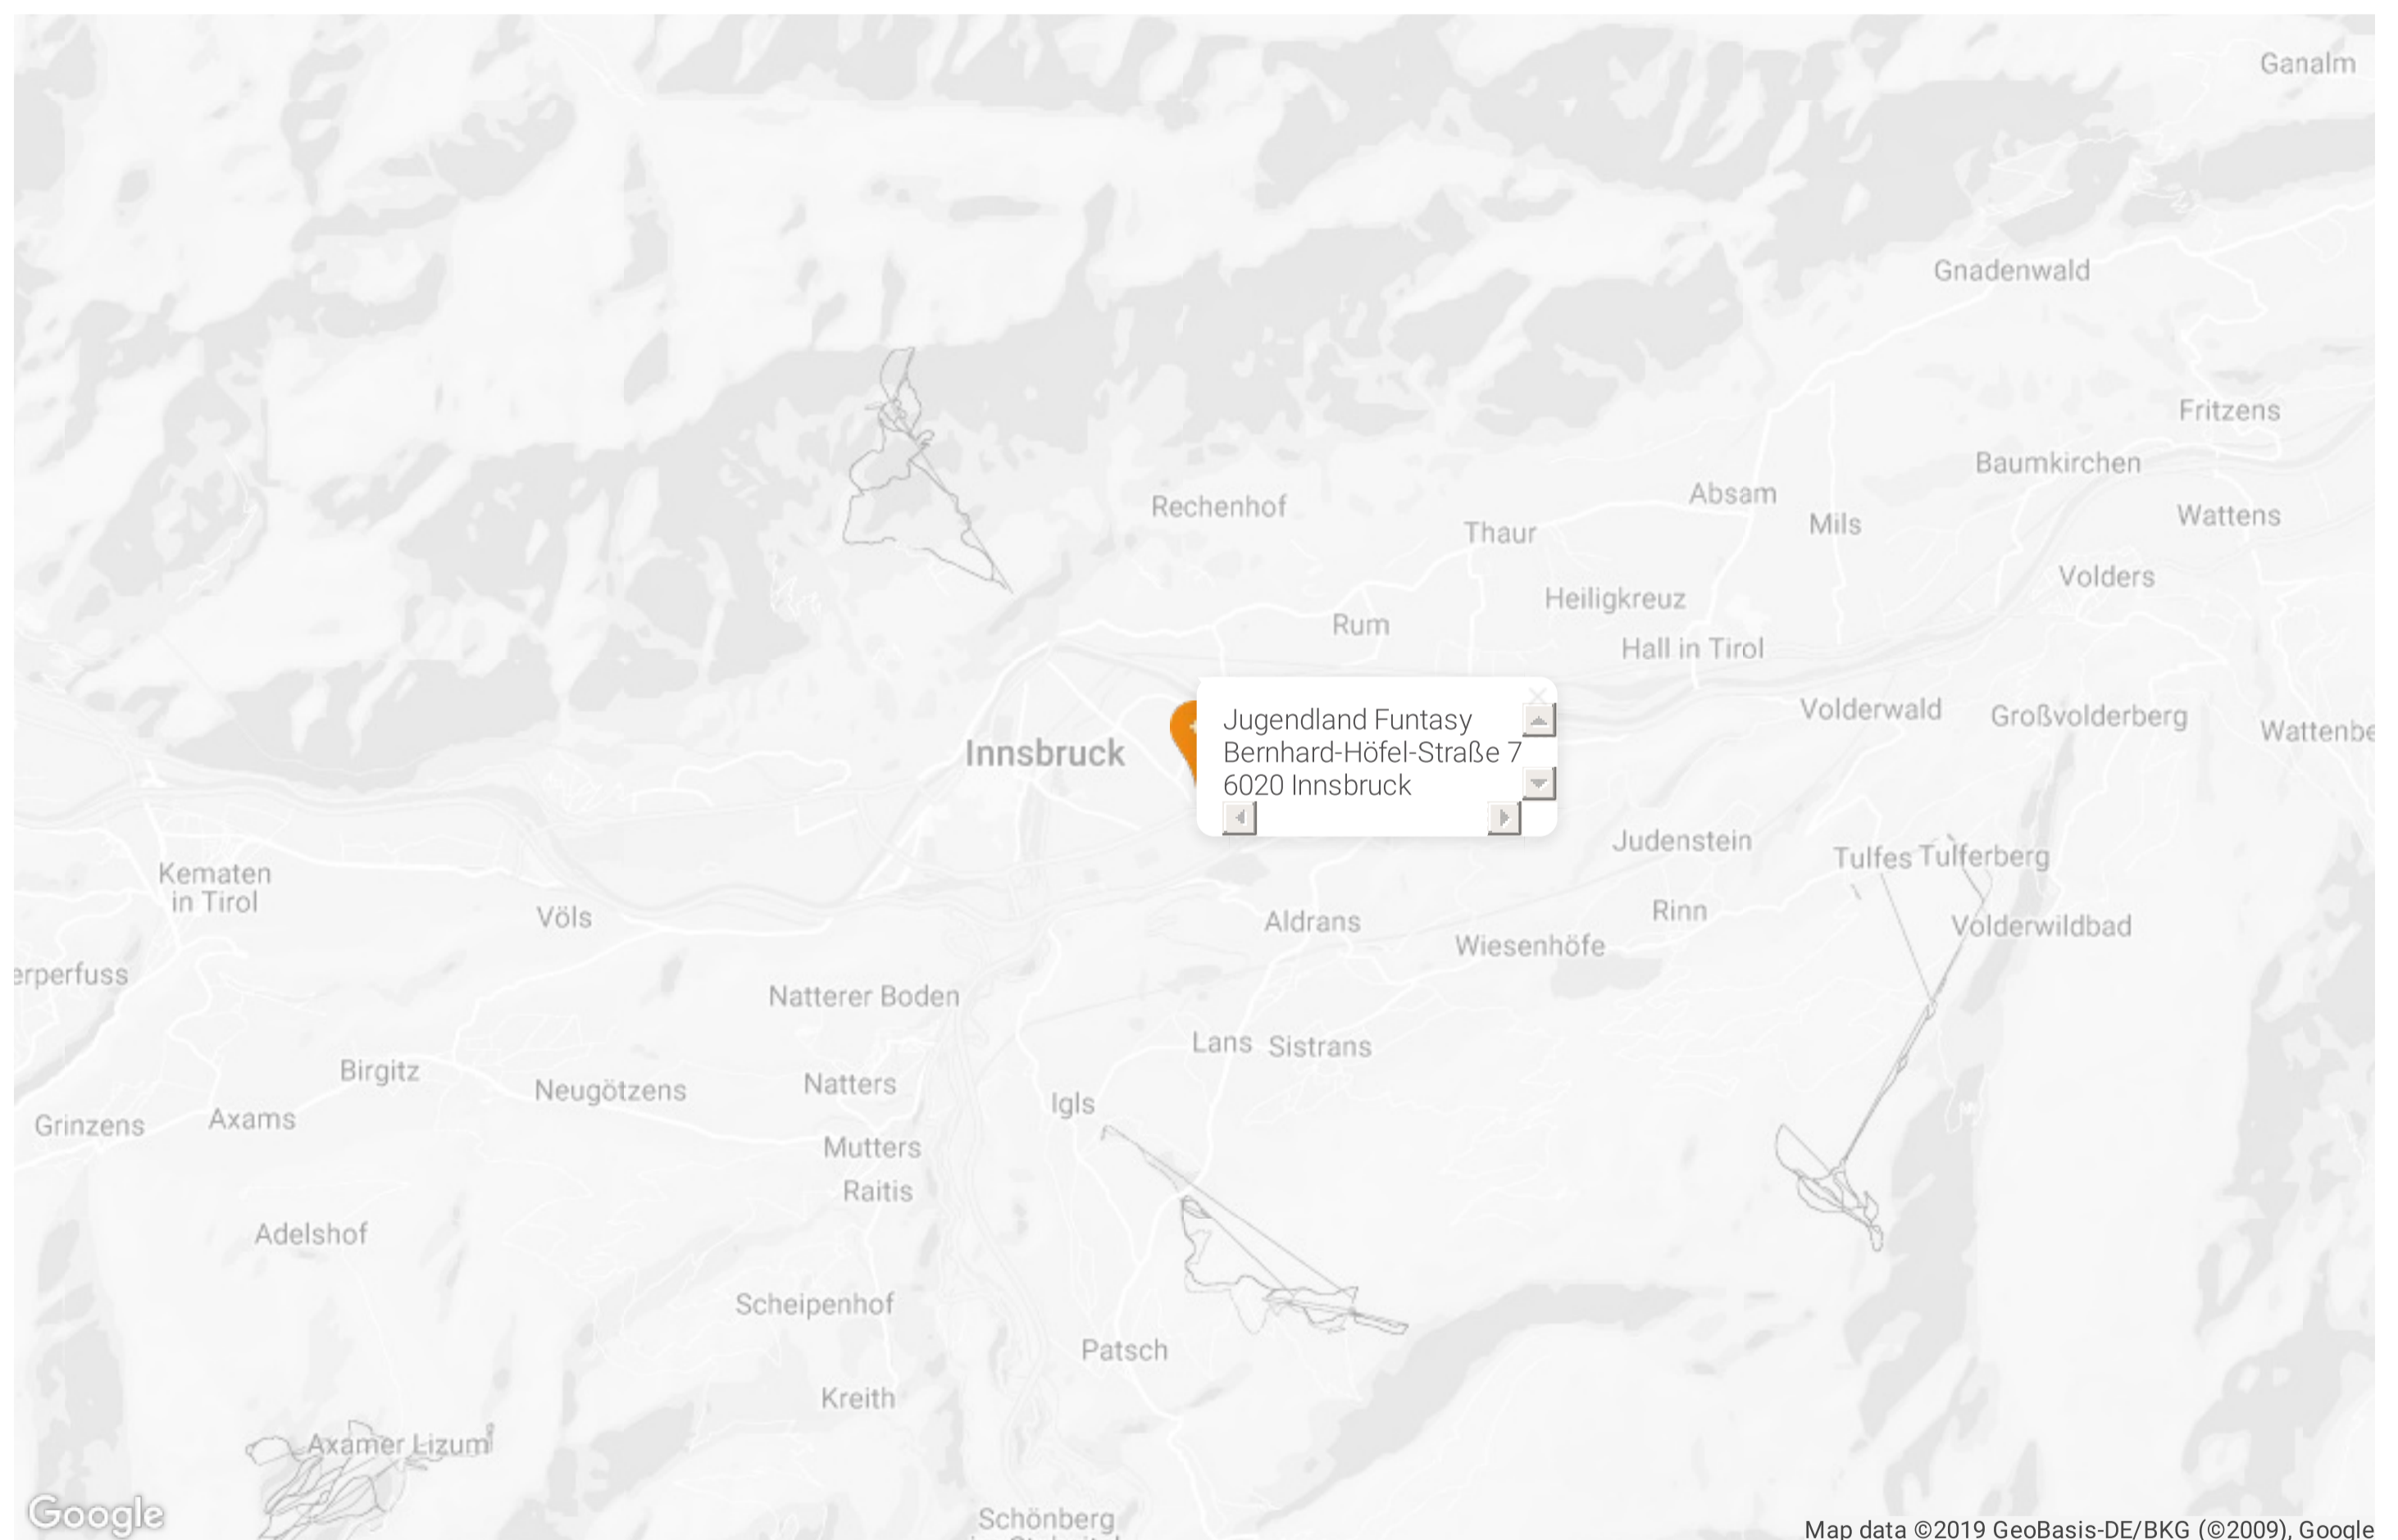 Ganalm
Gnadenwald
Fritzens
Baumkirchen
Rechenhof
Absam
Wattens
Thaur
Mils
Volders
Heiligkreuz
Rum
Hall in Tirol
Jugendland Funtasy
Bernhard-Höfel-Straße 7
6020 Innsbruck
Innsbruck
Volderwald
Großvolderberg
Wattenbe
Judenstein
Tulfes
Tulferberg
Kematen
in Tirol
Völs
Aldrans
Rinn
Volderwildbad
Wiesenhöfe
erperfuss
Natterer Boden
Lans
Sistrans
Birgitz
Neugötzens
Natters
Igls
Grinzens
Axams
Mutters
Raitis
Adelshof
Scheipenhof
Patsch
Kreith
Axamer Lizum
Schönberg
Google
Map data ©2019 GeoBasis-DE/BKG (©2009), Google